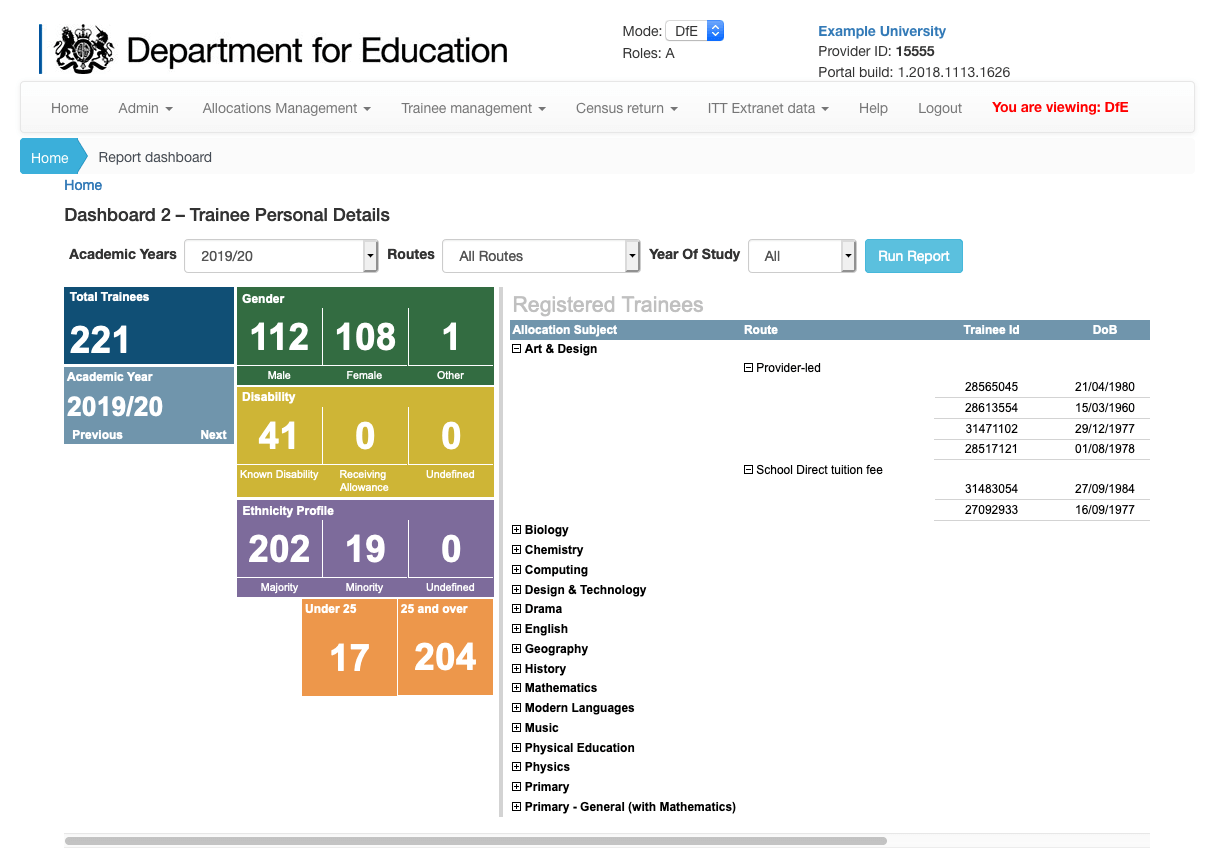 Department for Education
Mode: DfE
Roles: A
Example University
Provider ID: 15555
Portal build: 1.2018.1113.1626
Home Admin Allocations Management Trainee management Census return ITT Extranet data Help Logout You are viewing: DfE
Home Report dashboard
Home
Dashboard 2 – Trainee Personal Details
Academic Years 2019/20 Routes All Routes Year Of Study All Run Report
Total Trainees
221
Academic Year
2019/20
Previous Next
Gender
112 108 1
Male Female Other
Disability
41 0 0
Known Disability Receiving Allowance Undefined
Ethnicity Profile
202 19 0
Majority Minority Undefined
Under 25 25 and over
17 204
Registered Trainees
Allocation Subject Route Trainee Id DoB
Art & Design
Provider-led
28565045 21/04/1980
28613554 15/03/1960
31471102 29/12/1977
28517121 01/08/1978
School Direct tuition fee
31483054 27/09/1984
27092933 16/09/1977
Biology
Chemistry
Computing
Design & Technology
Drama
English
Geography
History
Mathematics
Modern Languages
Music
Physical Education
Physics
Primary
Primary - General (with Mathematics)